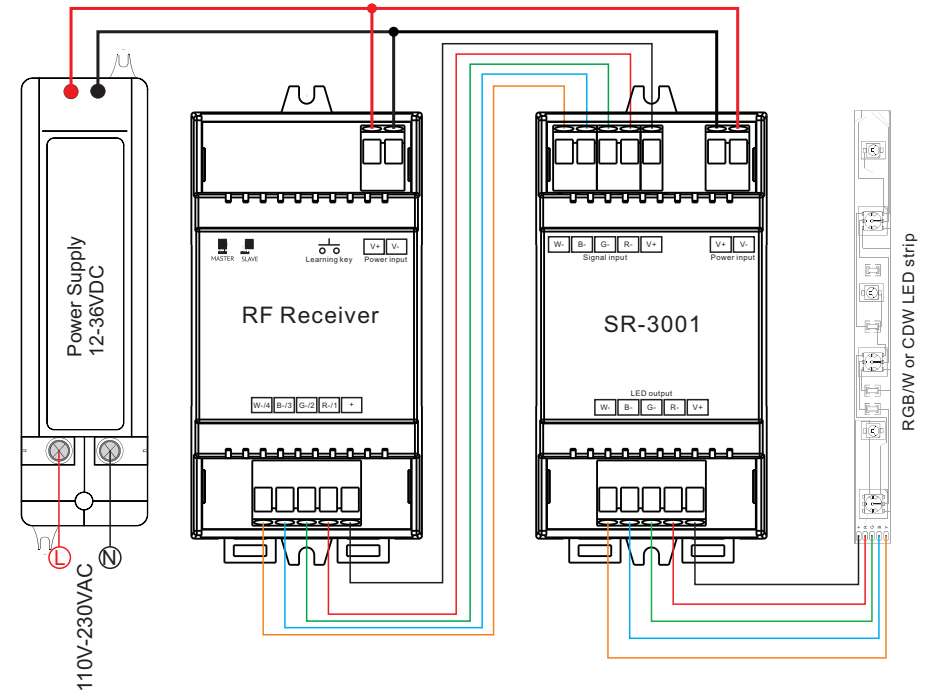 Power Supply
12-36VDC
L
N
110V-230VAC
MASTER SLAVE
Learning key
V+ V-
Power input
RF Receiver
W-/4 B-/3 G-/2 R-/1 +
W- B- G- R- V+
Signal input
V+ V-
Power input
SR-3001
LED output
W- B- G- R- V+
RGB/W or CDW LED strip
+ R G B